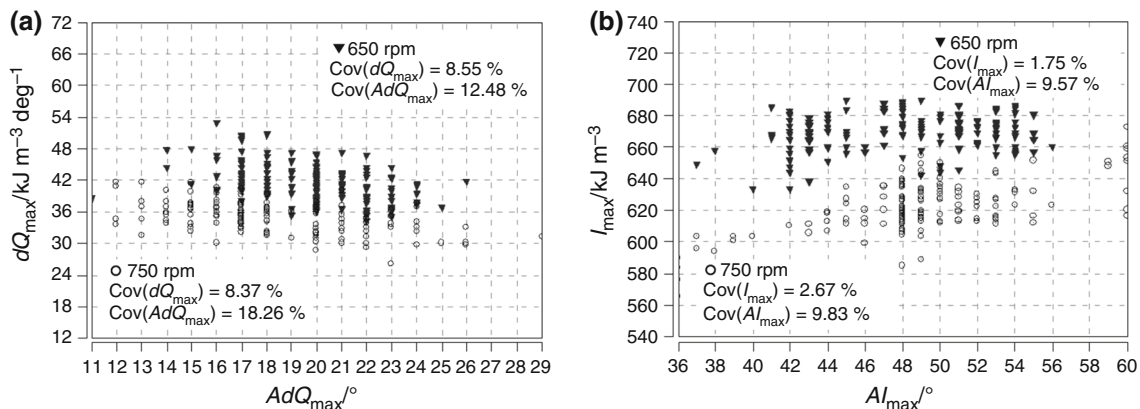 (a)
72
66
60
54
48
42
36
30
24
18
12
dQmax/kJ m−3 deg−1
▼ 650 rpm
Cov(dQmax) = 8.55 %
Cov(AdQmax) = 12.48 %
○ 750 rpm
Cov(dQmax) = 8.37 %
Cov(AdQmax) = 18.26 %
11 12 13 14 15 16 17 18 19 20 21 22 23 24 25 26 27 28 29
AdQmax/°
(b)
740
720
700
680
660
640
620
600
580
560
540
Imax/kJ m−3
▼ 650 rpm
Cov(Imax) = 1.75 %
Cov(AImax) = 9.57 %
○ 750 rpm
Cov(Imax) = 2.67 %
Cov(AImax) = 9.83 %
36 38 40 42 44 46 48 50 52 54 56 58 60
AImax/°